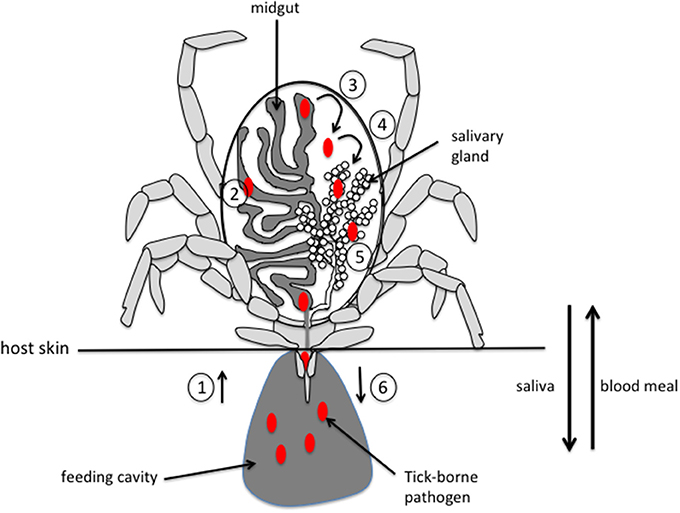 midgut
3
4
salivary
gland
2
5
host skin
1
6
saliva
blood meal
feeding cavity
Tick-borne
pathogen